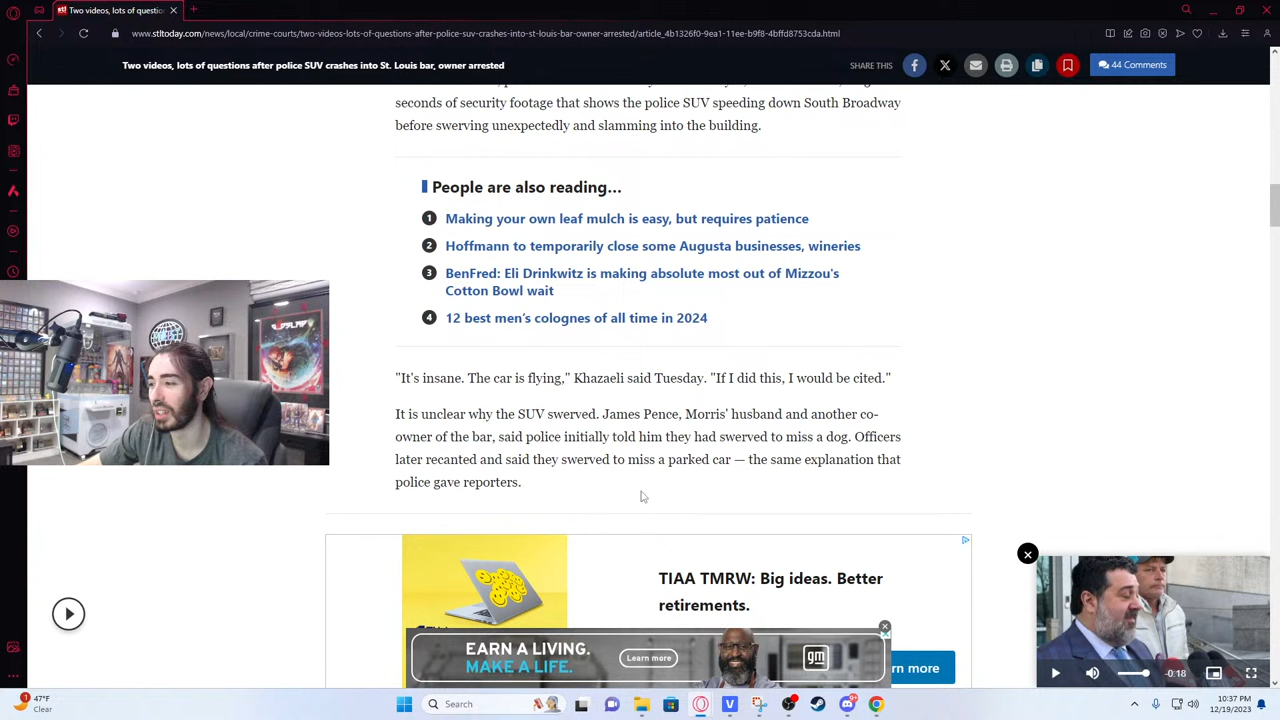 st! Two videos, lots of questio
www.stltoday.com/news/local/crime-courts/two-videos-lots-of-questions-after-police-suv-crashes-into-st-louis-bar-owner-arrested/article_4b1326f0-9ea1-11ee-b9f8-4bffd8753cda.html
Two videos, lots of questions after police SUV crashes into St. Louis bar, owner arrested
SHARE THIS
44 Comments
seconds of security footage that shows the police SUV speeding down South Broadway
before swerving unexpectedly and slamming into the building.
People are also reading…
1 Making your own leaf mulch is easy, but requires patience
2 Hoffmann to temporarily close some Augusta businesses, wineries
3 BenFred: Eli Drinkwitz is making absolute most out of Mizzou's
Cotton Bowl wait
4 12 best men's colognes of all time in 2024
"It's insane. The car is flying," Khazaeli said Tuesday. "If I did this, I would be cited."
It is unclear why the SUV swerved. James Pence, Morris' husband and another co-
owner of the bar, said police initially told him they had swerved to miss a dog. Officers
later recanted and said they swerved to miss a parked car — the same explanation that
police gave reporters.
TIAA TMRW: Big ideas. Better
retirements.
EARN A LIVING.
MAKE A LIFE.
Learn more
gm
rn more
-0:18
47°F
Clear
Search
10:37 PM
12/19/2023